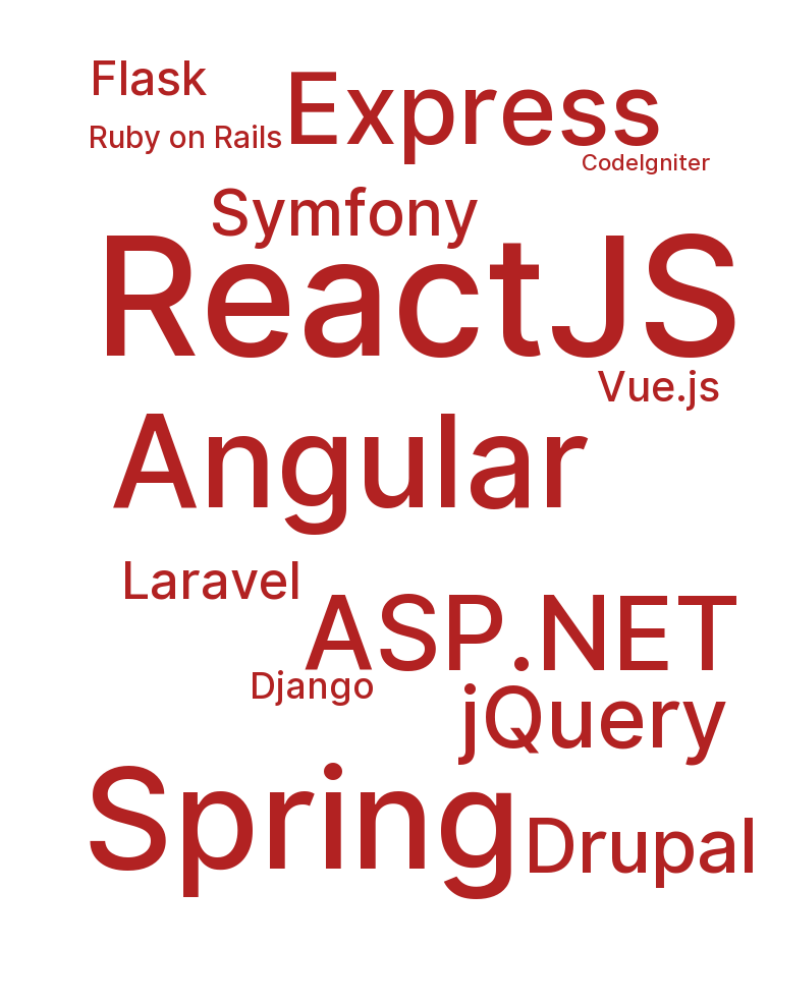 Flask
Express
Ruby on Rails
CodeIgniter
Symfony
ReactJS
Vue.js
Angular
Laravel
ASP.NET
Django
jQuery
Spring
Drupal